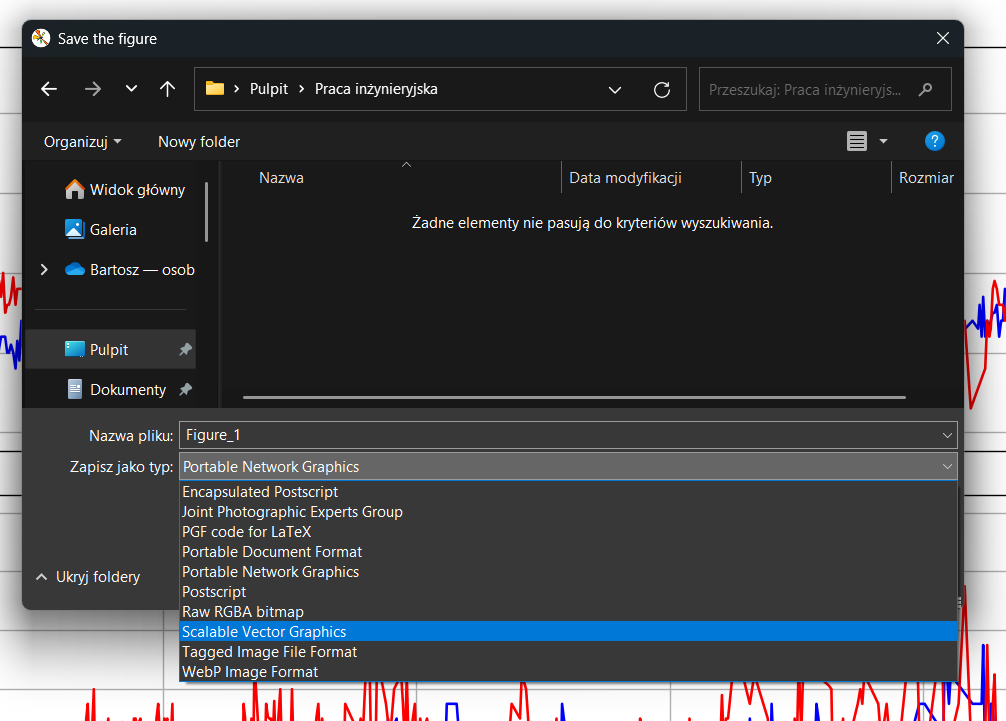 Save the figure
Pulpit Praca inżynieryjska
Przeszukaj: Praca inżynieryjs...
Organizuj Nowy folder
Nazwa Data modyfikacji Typ Rozmiar
Widok główny
Żadne elementy nie pasują do kryteriów wyszukiwania.
Galeria
Bartosz — osob
Pulpit
Dokumenty
Nazwa pliku: Figure_1
Zapisz jako typ: Portable Network Graphics
Encapsulated Postscript
Joint Photographic Experts Group
PGF code for LaTeX
Portable Document Format
Portable Network Graphics
Ukryj foldery
Postscript
Raw RGBA bitmap
Scalable Vector Graphics
Tagged Image File Format
WebP Image Format